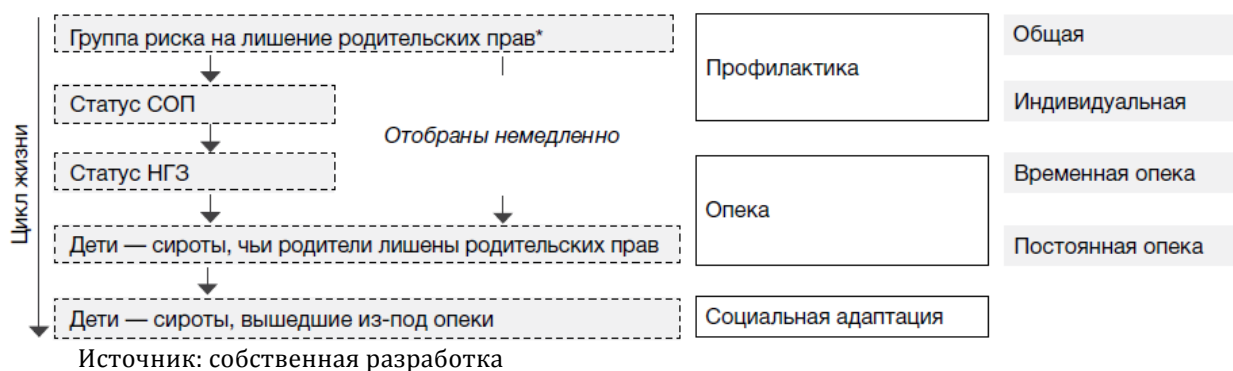 Цикл жизни
Группа риска на лишение родительских прав*
Статус СОП
Отобраны немедленно
Статус НГЗ
Дети — сироты, чьи родители лишены родительских прав
Дети — сироты, вышедшие из-под опеки
Профилактика
Опека
Социальная адаптация
Общая
Индивидуальная
Временная опека
Постоянная опека
Источник: собственная разработка